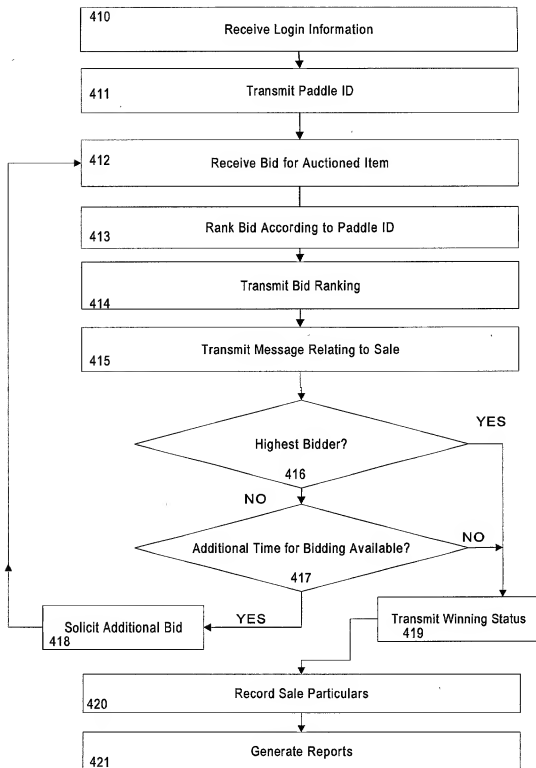 410
Receive Login Information
411
Transmit Paddle ID
412
Receive Bid for Auctioned Item
413
Rank Bid According to Paddle ID
414
Transmit Bid Ranking
415
Transmit Message Relating to Sale
Highest Bidder?
416
YES
NO
Additional Time for Bidding Available?
417
NO
YES
Solicit Additional Bid
418
Transmit Winning Status
419
Record Sale Particulars
420
Generate Reports
421